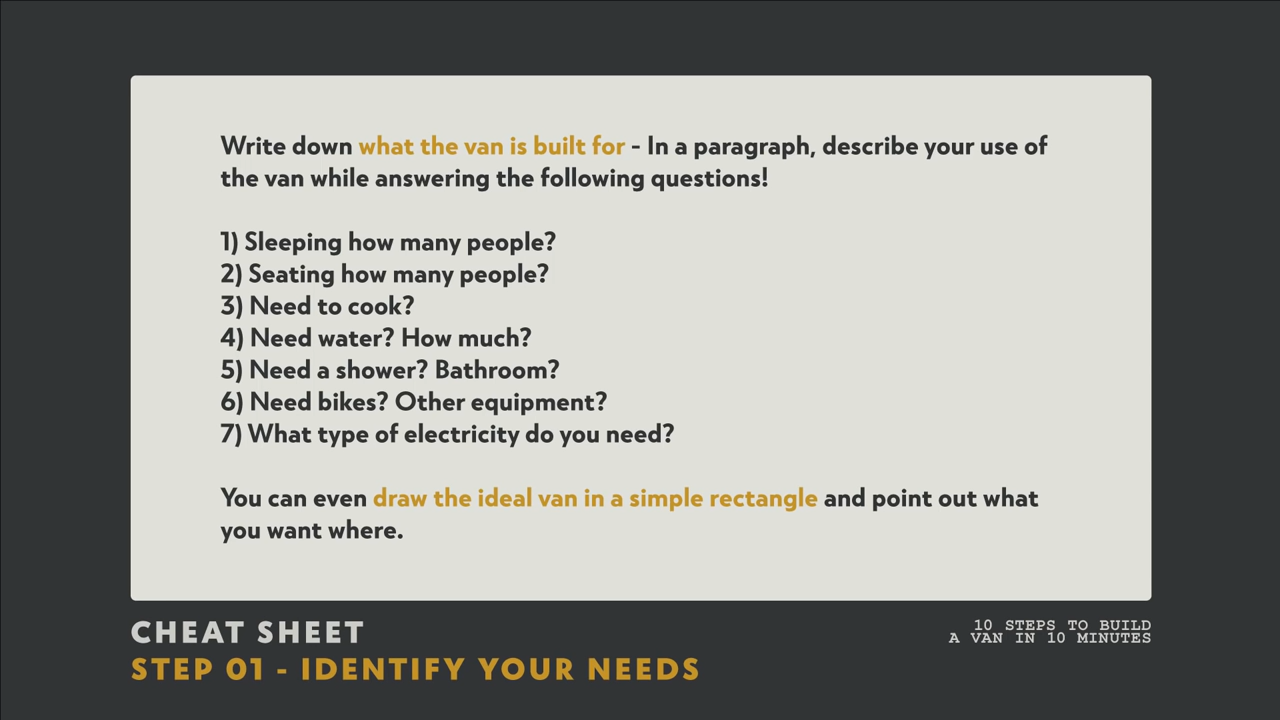 Write down what the van is built for - In a paragraph, describe your use of
the van while answering the following questions!
1) Sleeping how many people?
2) Seating how many people?
3) Need to cook?
4) Need water? How much?
5) Need a shower? Bathroom?
6) Need bikes? Other equipment?
7) What type of electricity do you need?
You can even draw the ideal van in a simple rectangle and point out what
you want where.
CHEAT SHEET
STEP 01 - IDENTIFY YOUR NEEDS
10 STEPS TO BUILD
A VAN IN 10 MINUTES